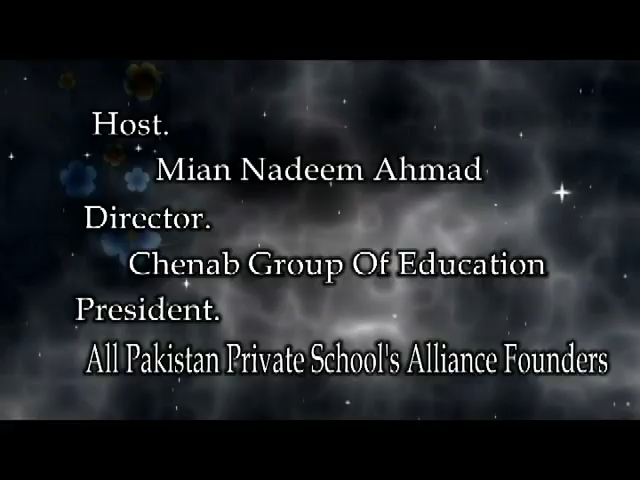 Host.
Mian Nadeem Ahmad
Director.
Chenab Group Of Education
President.
All Pakistan Private School's Alliance Founders